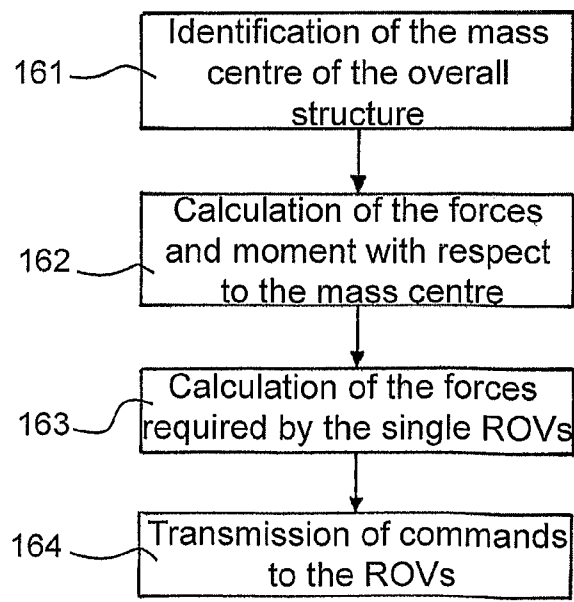 161
Identification of the mass
centre of the overall
structure
162
Calculation of the forces
and moment with respect
to the mass centre
163
Calculation of the forces
required by the single ROVs
164
Transmission of commands
to the ROVs